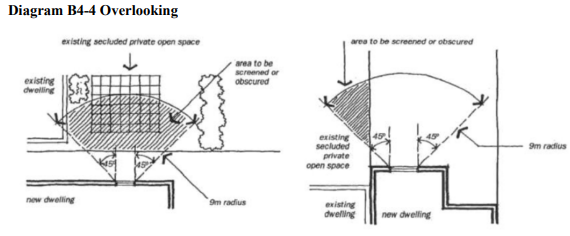 Diagram B4-4 Overlooking
existing secluded private open space
area to be
screened or
obscured
existing
dwelling
45°
45°
new dwelling
9m radius
area to be screened or obscured
existing
secluded
private
open space
45°
45°
9m radius
existing
dwelling
new dwelling